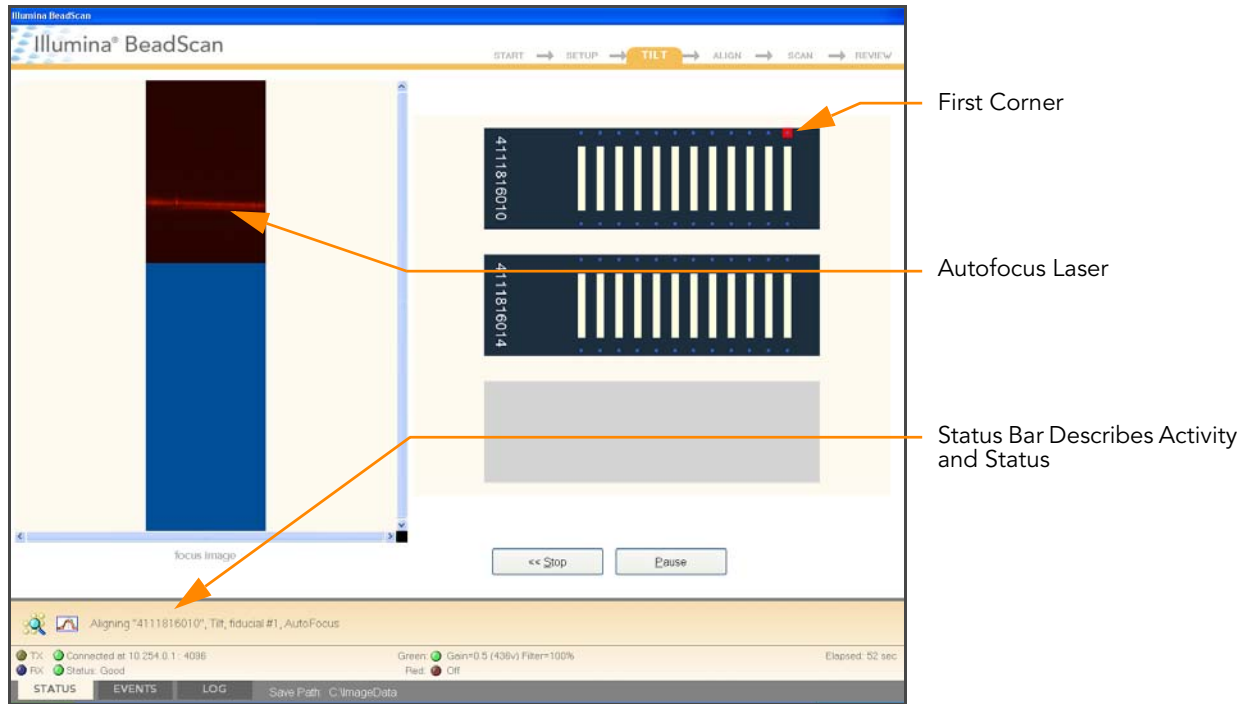 Illumina BeadScan
Illumina® BeadScan
START → SETUP → TILT → ALIGN → SCAN → REVIEW
First Corner
4111816010
Autofocus Laser
4111816014
Status Bar Describes Activity
and Status
focus image
<< Stop
Pause
Aligning "4111816010", Tilt, fiducial #1, AutoFocus
TX Connected at 10.254.0.1 : 4096 Green: Gain=0.5 (436v) Filter=100% Elapsed: 52 sec
RX Status: Good Red: Off
STATUS EVENTS LOG Save Path: C:\ImageData